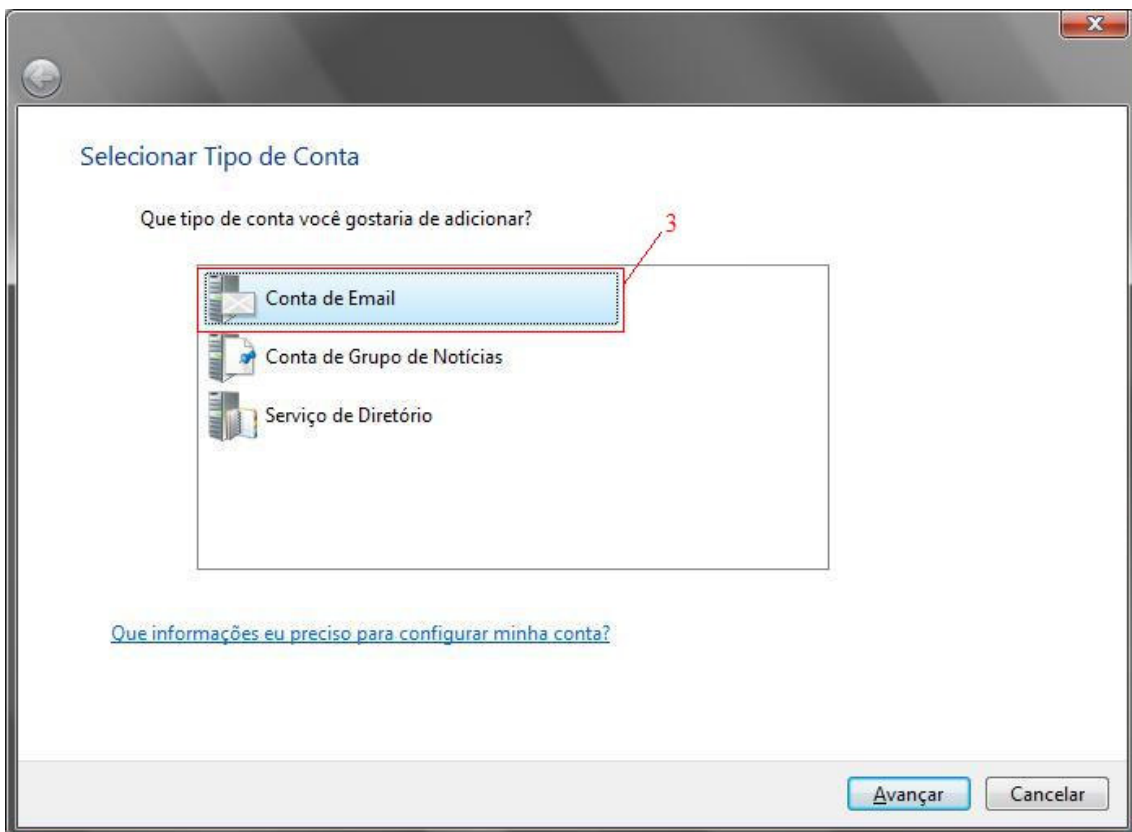 Selecionar Tipo de Conta
Que tipo de conta você gostaria de adicionar?
3
Conta de Email
Conta de Grupo de Notícias
Serviço de Diretório
Que informações eu preciso para configurar minha conta?
Avançar
Cancelar